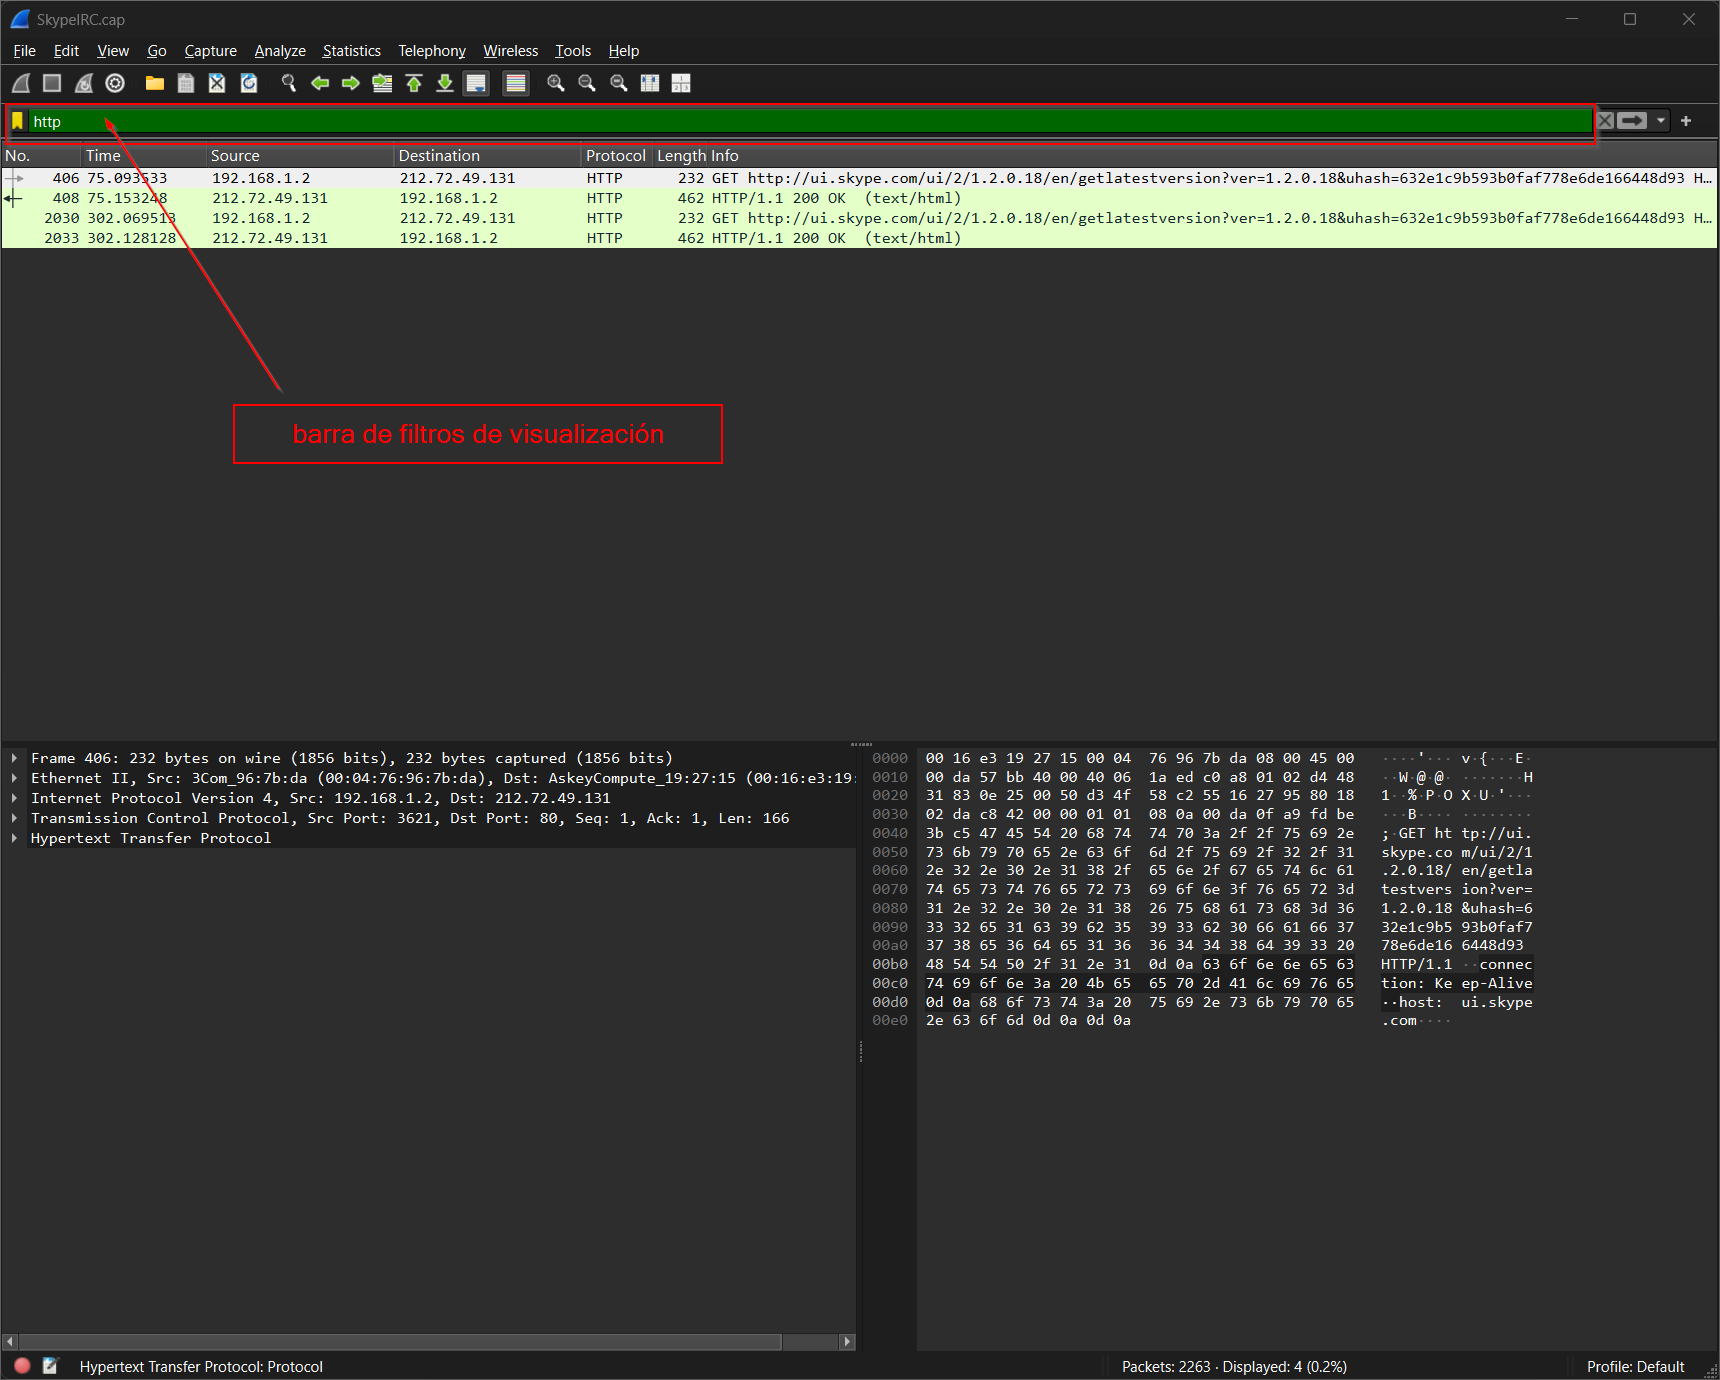 SkypeIRC.cap
File Edit View Go Capture Analyze Statistics Telephony Wireless Tools Help
http
No. Time Source Destination Protocol Length Info
406 75.093533 192.168.1.2 212.72.49.131 HTTP 232 GET http://ui.skype.com/ui/2/1.2.0.18/en/getlatestversion?ver=1.2.0.18&uhash=632e1c9b593b0faf778e6de166448d93 H…
408 75.153248 212.72.49.131 192.168.1.2 HTTP 462 HTTP/1.1 200 OK (text/html)
2030 302.069513 192.168.1.2 212.72.49.131 HTTP 232 GET http://ui.skype.com/ui/2/1.2.0.18/en/getlatestversion?ver=1.2.0.18&uhash=632e1c9b593b0faf778e6de166448d93 H…
2033 302.128128 212.72.49.131 192.168.1.2 HTTP 462 HTTP/1.1 200 OK (text/html)
barra de filtros de visualización
Frame 406: 232 bytes on wire (1856 bits), 232 bytes captured (1856 bits)
Ethernet II, Src: 3Com_96:7b:da (00:04:76:96:7b:da), Dst: AskeyCompute_19:27:15 (00:16:e3:19:
Internet Protocol Version 4, Src: 192.168.1.2, Dst: 212.72.49.131
Transmission Control Protocol, Src Port: 3621, Dst Port: 80, Seq: 1, Ack: 1, Len: 166
Hypertext Transfer Protocol
0000 00 16 e3 19 27 15 00 04 76 96 7b da 08 00 45 00 ····'··· v·{···E·
0010 00 da 57 bb 40 00 40 06 1a ed c0 a8 01 02 d4 48 ··W·@·@· ·······H
0020 31 83 0e 25 00 50 d3 4f 58 c2 55 16 27 95 80 18 1··%·P·O X·U·'···
0030 02 da c8 42 00 00 01 01 08 0a 00 da 0f a9 fd be ···B···· ········
0040 3b c5 47 45 54 20 68 74 74 70 3a 2f 2f 75 69 2e ;·GET ht tp://ui.
0050 73 6b 79 70 65 2e 63 6f 6d 2f 75 69 2f 32 2f 31 skype.co m/ui/2/1
0060 2e 32 2e 30 2e 31 38 2f 65 6e 2f 67 65 74 6c 61 .2.0.18/ en/getla
0070 74 65 73 74 76 65 72 73 69 6f 6e 3f 76 65 72 3d testvers ion?ver=
0080 31 2e 32 2e 30 2e 31 38 26 75 68 61 73 68 3d 36 1.2.0.18 &uhash=6
0090 33 32 65 31 63 39 62 35 39 33 62 30 66 61 66 37 32e1c9b5 93b0faf7
00a0 37 38 65 36 64 65 31 36 36 34 34 38 64 39 33 20 78e6de16 6448d93
00b0 48 54 54 50 2f 31 2e 31 0d 0a 63 6f 6e 6e 65 63 HTTP/1.1 ··connec
00c0 74 69 6f 6e 3a 20 4b 65 65 70 2d 41 6c 69 76 65 tion: Ke ep-Alive
00d0 0d 0a 68 6f 73 74 3a 20 75 69 2e 73 6b 79 70 65 ··host: ui.skype
00e0 2e 63 6f 6d 0d 0a 0d 0a .com····
Hypertext Transfer Protocol: Protocol Packets: 2263 · Displayed: 4 (0.2%) Profile: Default